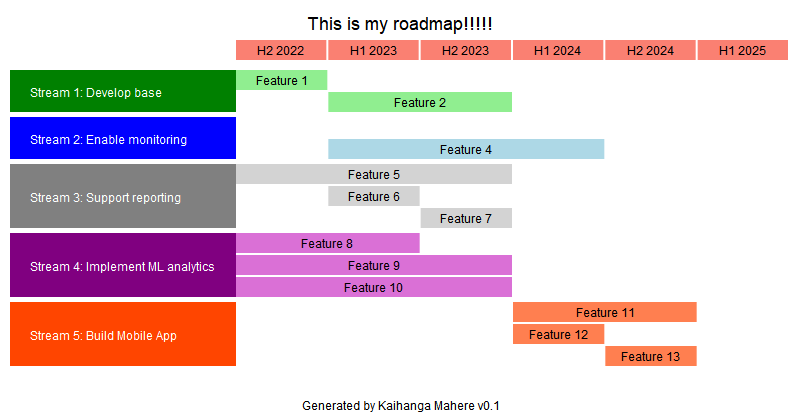 This is my roadmap!!!!!
H2 2022 H1 2023 H2 2023 H1 2024 H2 2024 H1 2025
Stream 1: Develop base
Feature 1
Feature 2
Stream 2: Enable monitoring
Feature 4
Stream 3: Support reporting
Feature 5
Feature 6
Feature 7
Stream 4: Implement ML analytics
Feature 8
Feature 9
Feature 10
Stream 5: Build Mobile App
Feature 11
Feature 12
Feature 13
Generated by Kaihanga Mahere v0.1